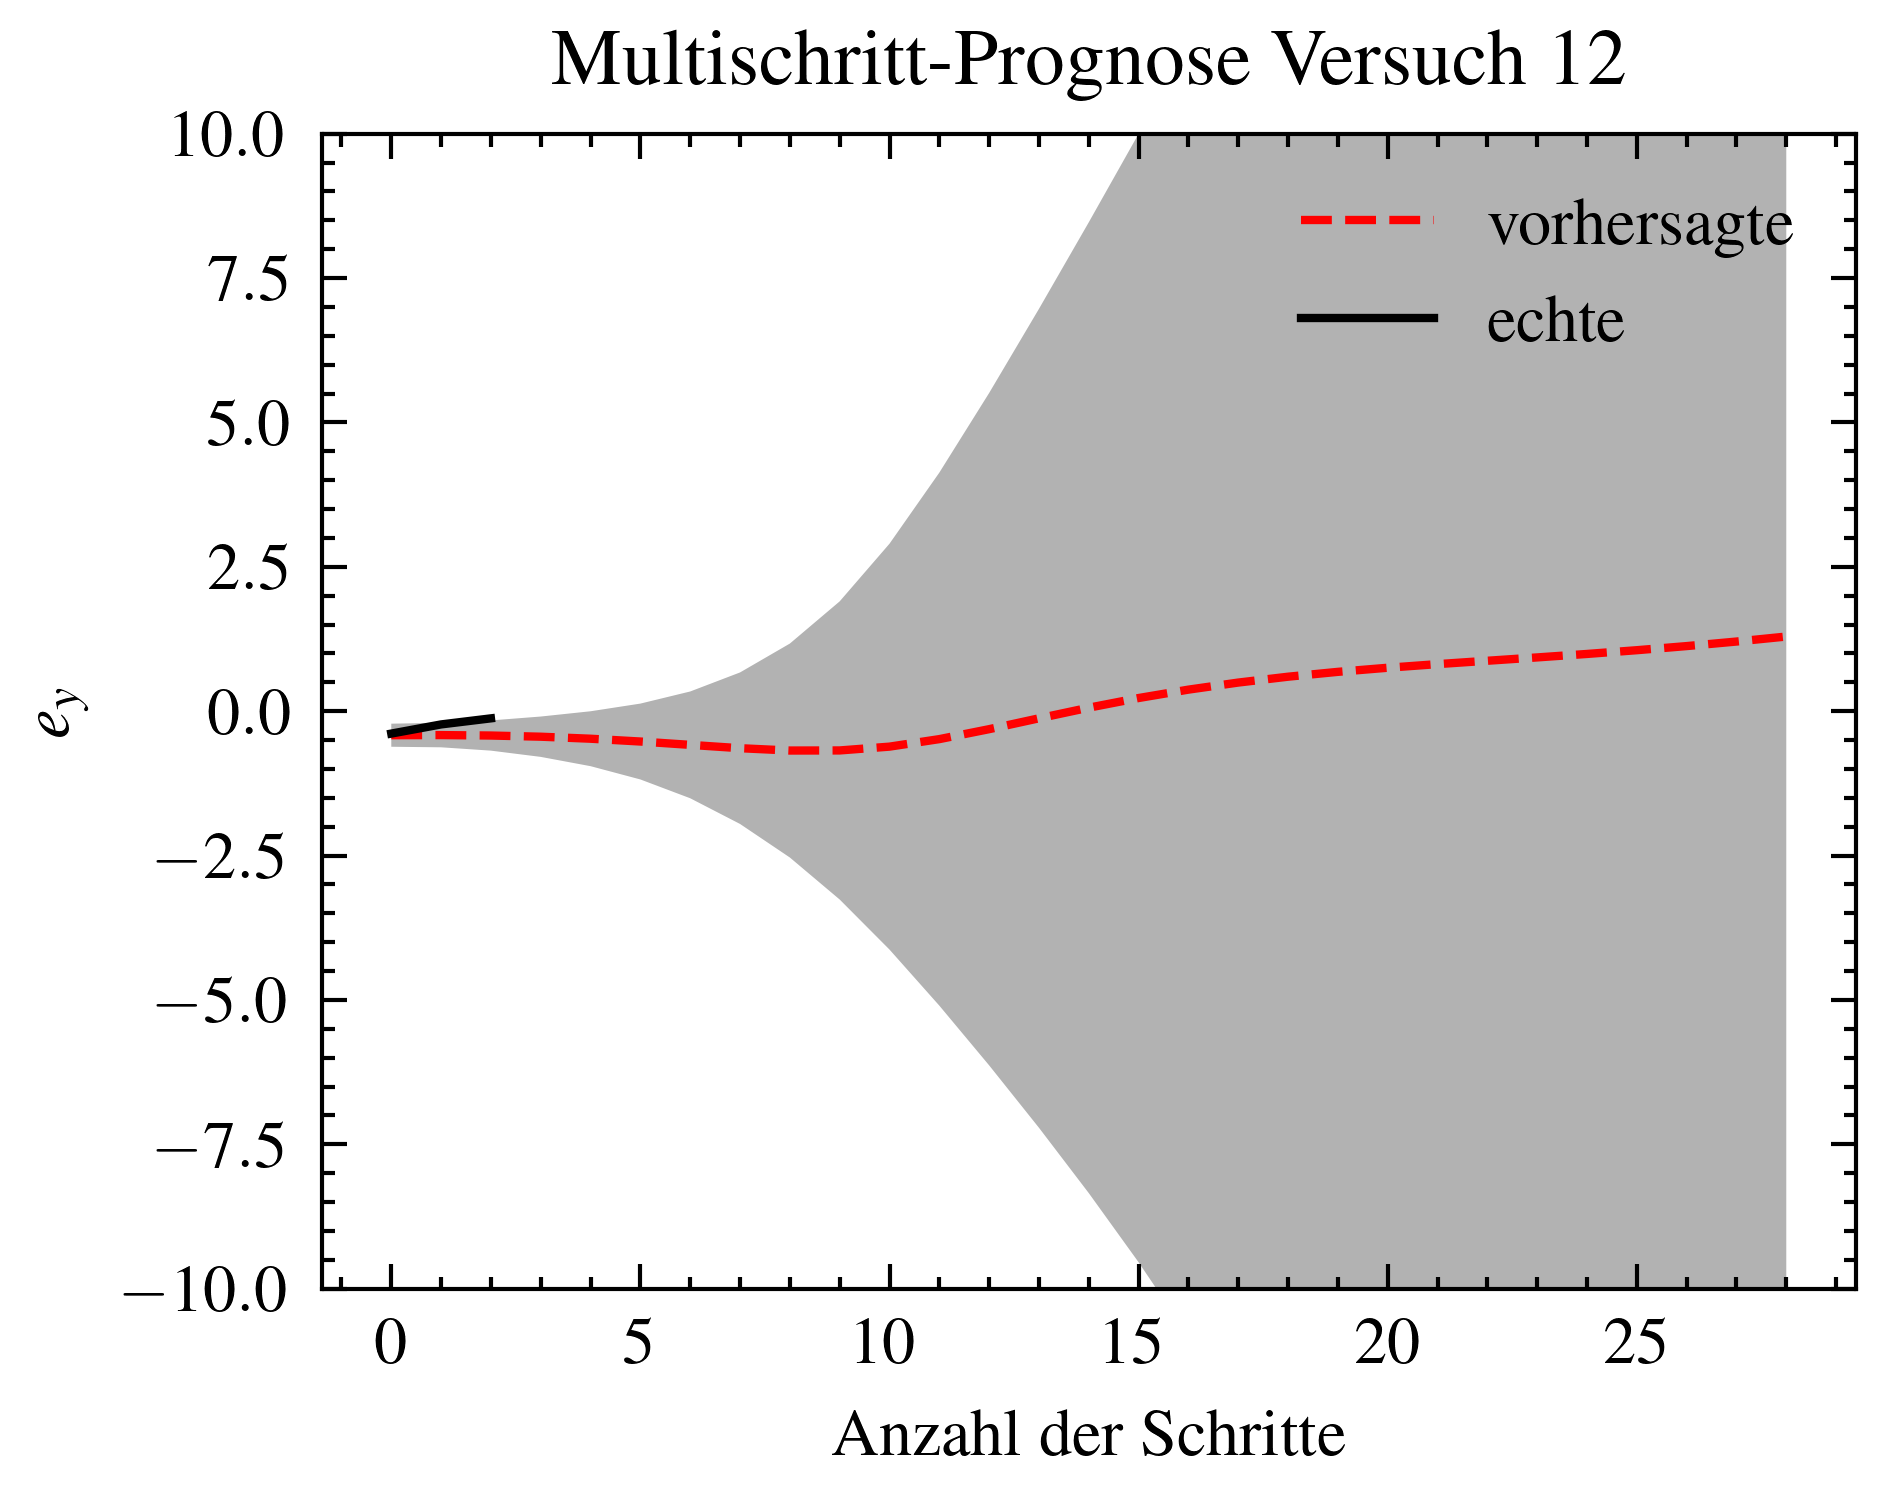 Multischritt-Prognose Versuch 12
10.0
7.5
5.0
2.5
0.0
−2.5
−5.0
−7.5
−10.0
e_y
vorhersagte
echte
0 5 10 15 20 25
Anzahl der Schritte